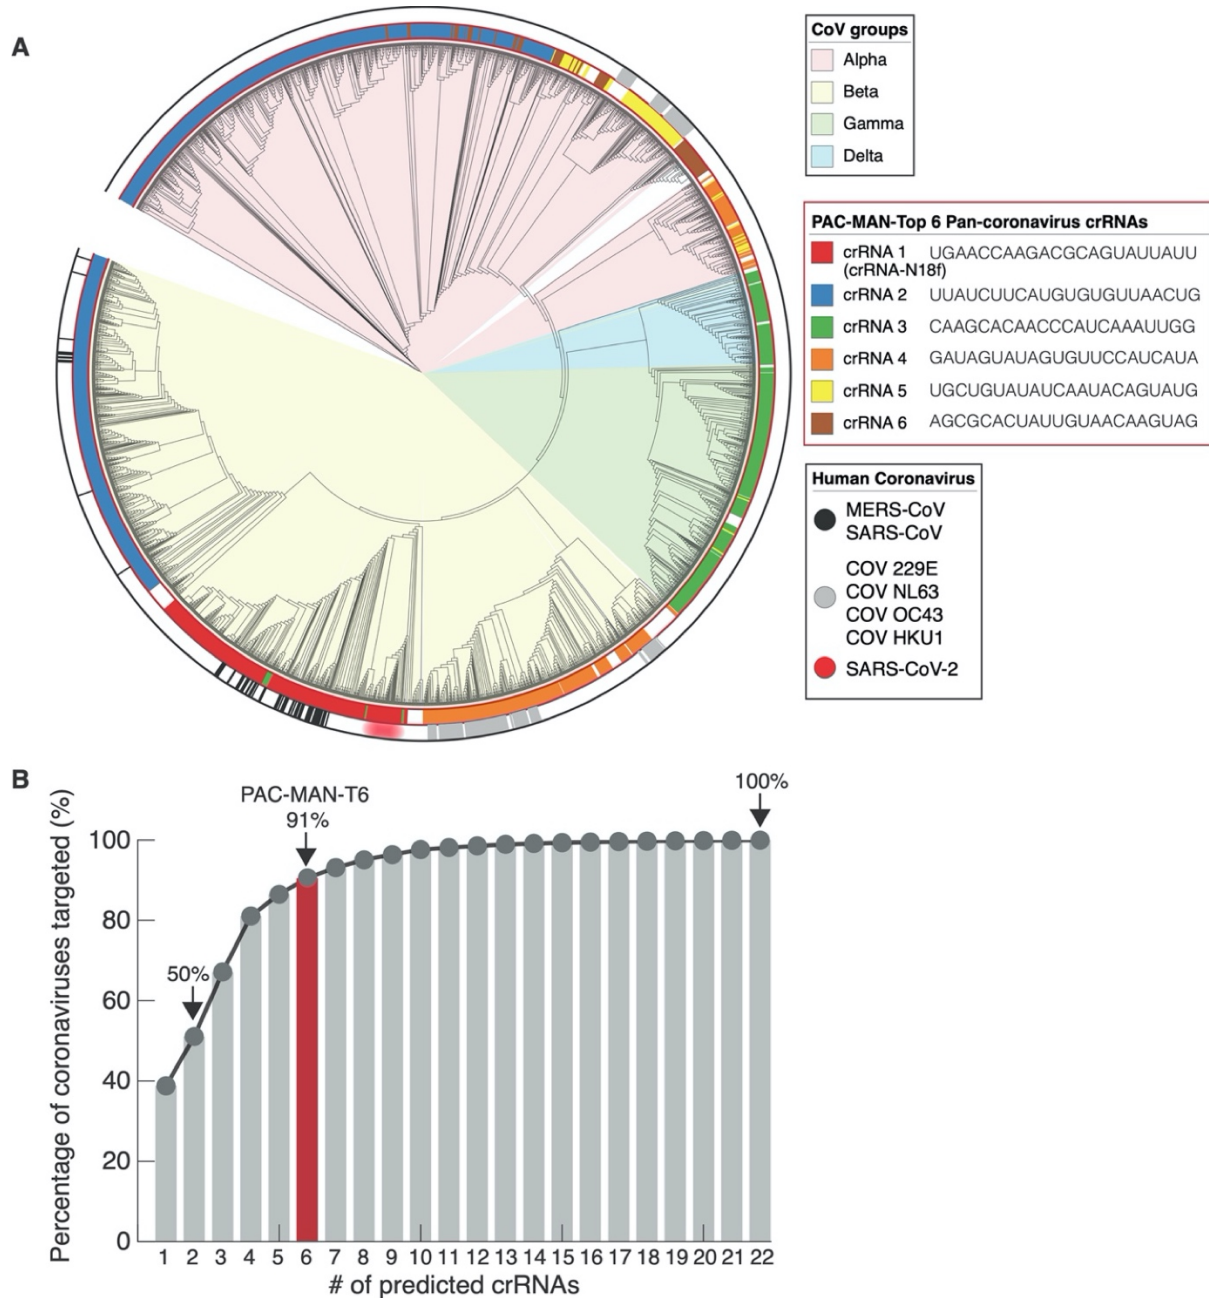 A
CoV groups
Alpha
Beta
Gamma
Delta
PAC-MAN-Top 6 Pan-coronavirus crRNAs
crRNA 1 UGAACCAAGACGCAGUAUUAUU
(crRNA-N18f)
crRNA 2 UUAUCUUCAUGUGUGUUAACUG
crRNA 3 CAAGCACAACCCAUCAAAUUGG
crRNA 4 GAUAGUAUAGUGUUCCAUCAUA
crRNA 5 UGCUGUAUAUCAAUACAGUAUG
crRNA 6 AGCGCACUAUUGUAACAAGUAG
Human Coronavirus
MERS-CoV
SARS-CoV
COV 229E
COV NL63
COV OC43
COV HKU1
SARS-CoV-2
B
Percentage of coronaviruses targeted (%)
100
80
60
40
20
0
50%
PAC-MAN-T6
91%
100%
1 2 3 4 5 6 7 8 9 10 11 12 13 14 15 16 17 18 19 20 21 22
# of predicted crRNAs